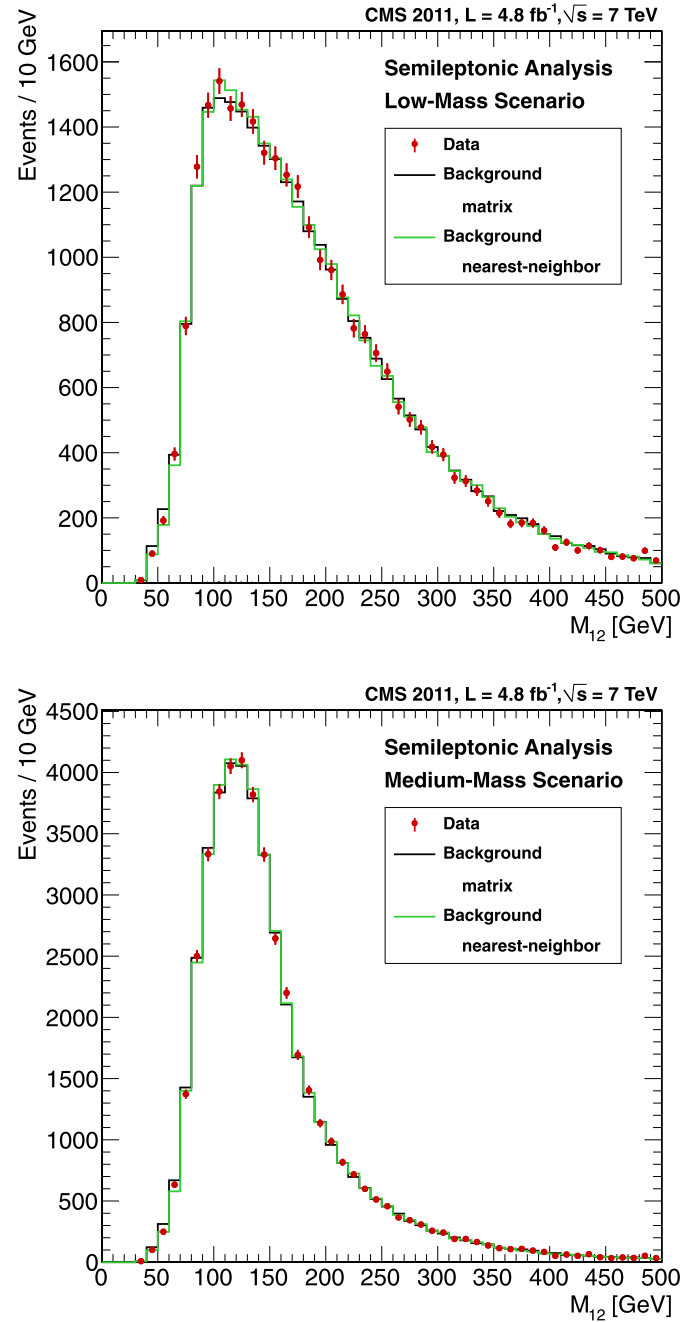 CMS 2011, L = 4.8 fb⁻¹,√s = 7 TeV
Events / 10 GeV
1600
1400
1200
1000
800
600
400
200
0
Semileptonic Analysis
Low-Mass Scenario
Data
Background
matrix
Background
nearest-neighbor
0 50 100 150 200 250 300 350 400 450 500
M₁₂ [GeV]
CMS 2011, L = 4.8 fb⁻¹,√s = 7 TeV
Events / 10 GeV
4500
4000
3500
3000
2500
2000
1500
1000
500
0
Semileptonic Analysis
Medium-Mass Scenario
Data
Background
matrix
Background
nearest-neighbor
0 50 100 150 200 250 300 350 400 450 500
M₁₂ [GeV]